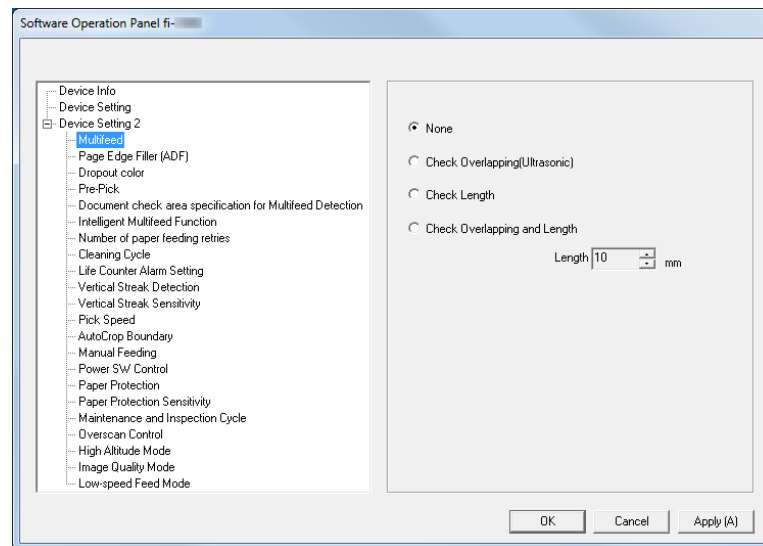 Software Operation Panel fi-
Device Info
Device Setting
Device Setting 2
Multifeed
Page Edge Filler (ADF)
Dropout color
Pre-Pick
Document check area specification for Multifeed Detection
Intelligent Multifeed Function
Number of paper feeding retries
Cleaning Cycle
Life Counter Alarm Setting
Vertical Streak Detection
Vertical Streak Sensitivity
Pick Speed
AutoCrop Boundary
Manual Feeding
Power SW Control
Paper Protection
Paper Protection Sensitivity
Maintenance and Inspection Cycle
Overscan Control
High Altitude Mode
Image Quality Mode
Low-speed Feed Mode
None
Check Overlapping(Ultrasonic)
Check Length
Check Overlapping and Length
Length 10 mm
OK Cancel Apply (A)